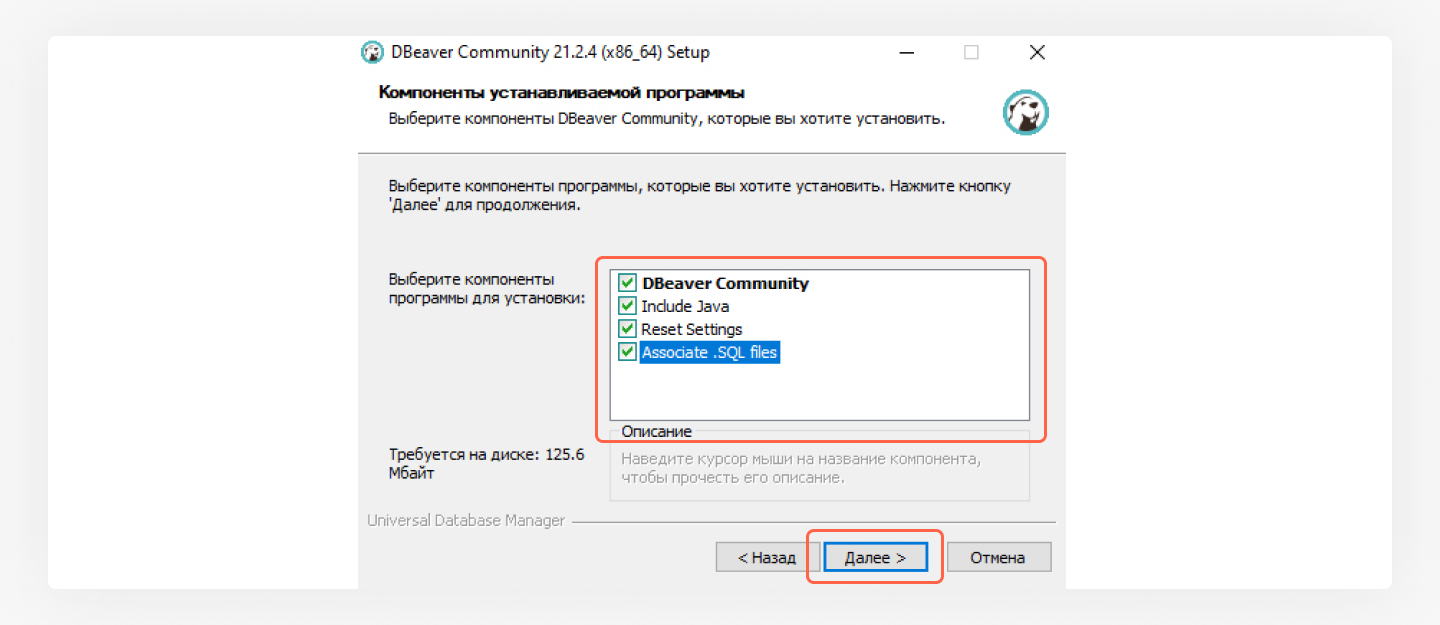 DBeaver Community 21.2.4 (x86_64) Setup
Компоненты устанавливаемой программы
Выберите компоненты DBeaver Community, которые вы хотите установить.
Выберите компоненты программы, которые вы хотите установить. Нажмите кнопку
'Далее' для продолжения.
Выберите компоненты
программы для установки:
DBeaver Community
Include Java
Reset Settings
Associate .SQL files
Требуется на диске: 125.6
Мбайт
Описание
Наведите курсор мыши на название компонента,
чтобы прочесть его описание.
Universal Database Manager
< Назад
Далее >
Отмена